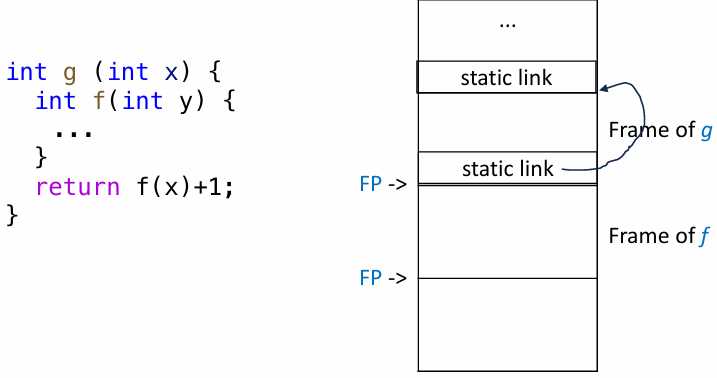 int g (int x) {
int f(int y) {
...
}
return f(x)+1;
}
...
static link
Frame of g
static link
FP ->
Frame of f
FP ->